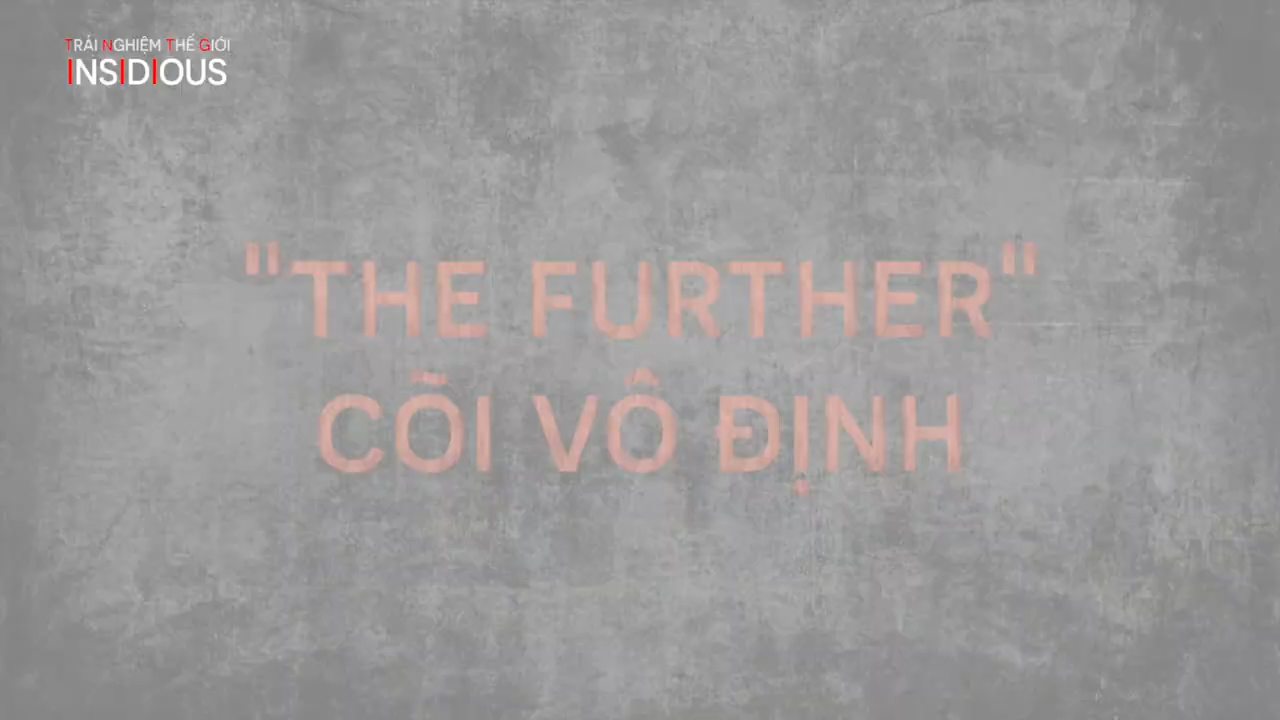 TRẢI NGHIỆM THẾ GIỚI
INSIDIOUS
"THE FURTHER"
CÕI VÔ ĐỊNH